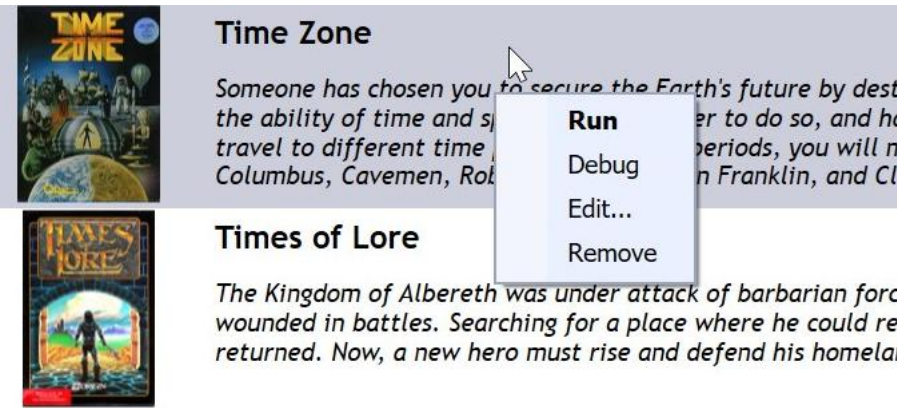 TIME
ZONE
Time Zone
Someone has chosen you to secure the Earth's future by dest
the ability of time and sp er to do so, and ho
travel to different time periods, you will n
Columbus, Cavemen, Rob n Franklin, and Cl
Run
Debug
Edit...
Remove
TIMES
OF
LORE
Times of Lore
The Kingdom of Albereth was under attack of barbarian forc
wounded in battles. Searching for a place where he could re
returned. Now, a new hero must rise and defend his homelan
ORIGIN